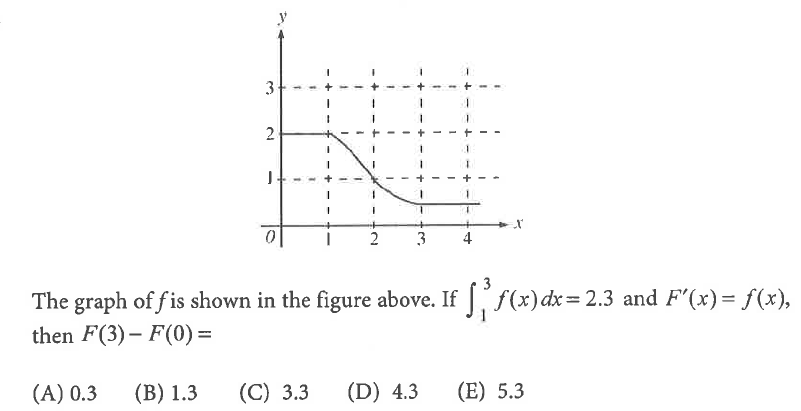 y
3
2
1
0 1 2 3 4 x
The graph of f is shown in the figure above. If ∫₁³ f(x) dx = 2.3 and F′(x) = f(x),
then F(3) − F(0) =
(A) 0.3 (B) 1.3 (C) 3.3 (D) 4.3 (E) 5.3